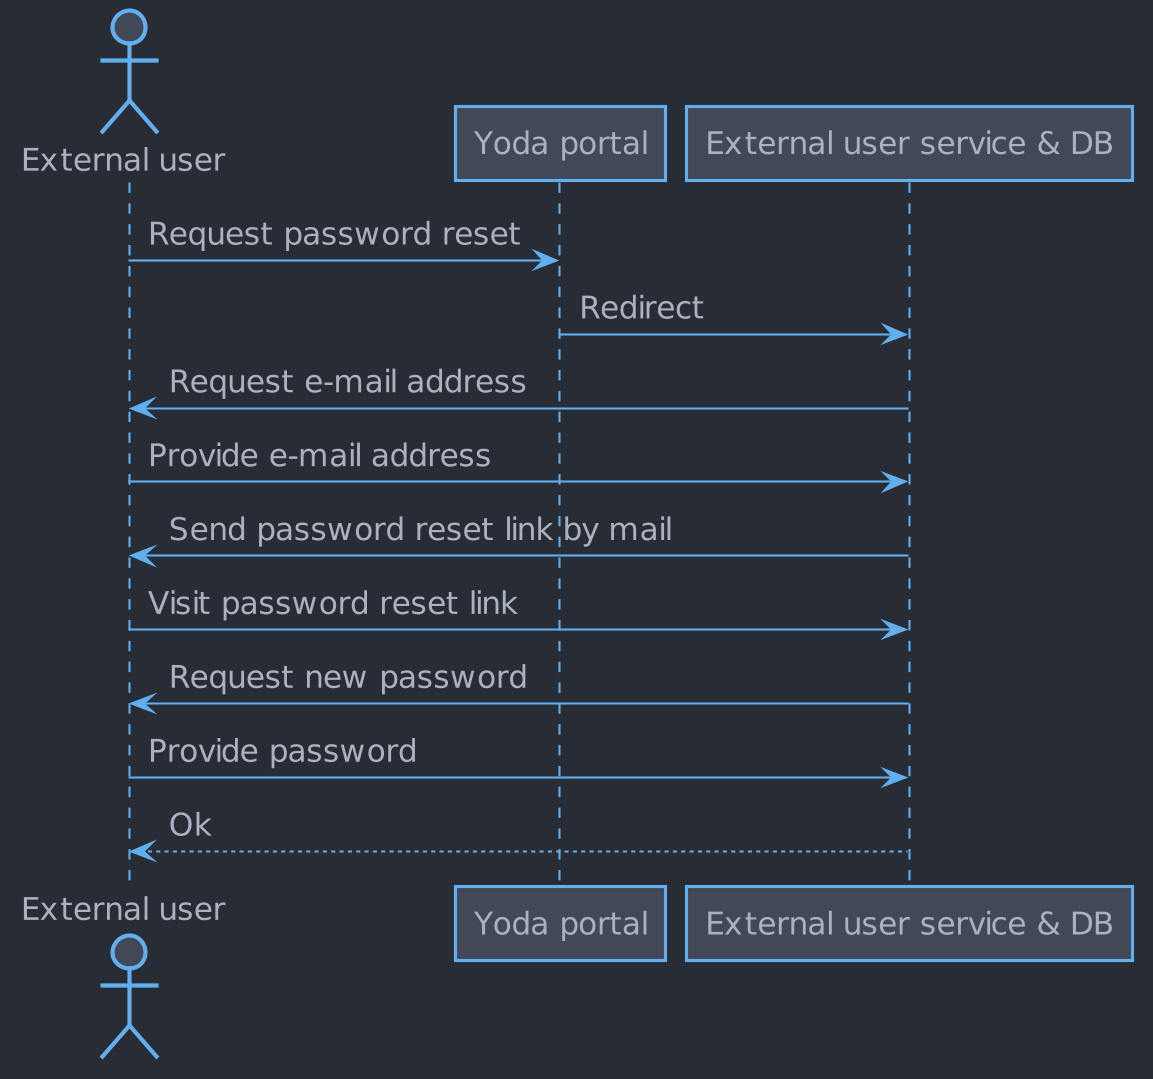 External user
Yoda portal
External user service & DB
Request password reset
Redirect
Request e-mail address
Provide e-mail address
Send password reset link by mail
Visit password reset link
Request new password
Provide password
Ok
External user
Yoda portal
External user service & DB